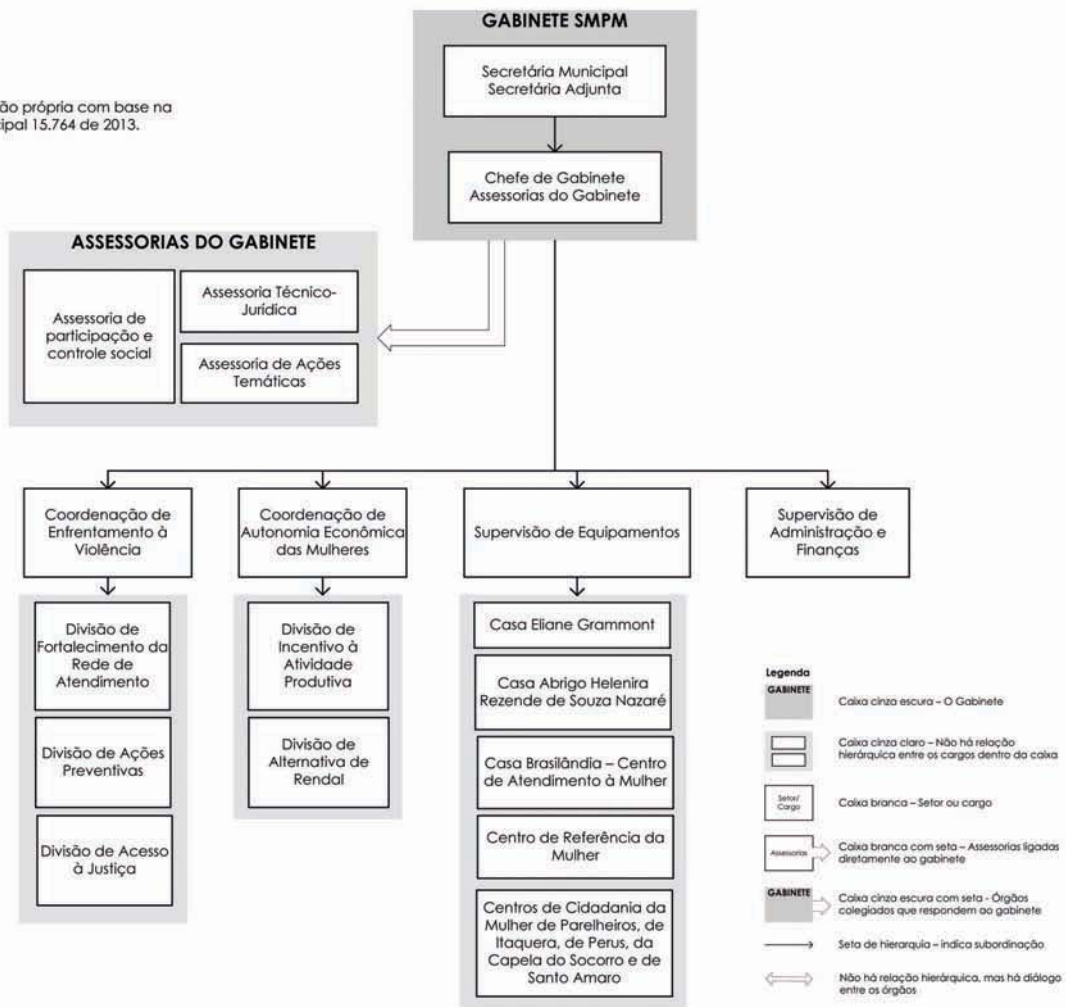 GABINETE SMPM
Secretária Municipal
Secretária Adjunta
ão própria com base na
cipal 15.764 de 2013.
Chefe de Gabinete
Assessorias do Gabinete
ASSESSORIAS DO GABINETE
Assessoria de
participação e
controle social
Assessoria Técnico-
Jurídica
Assessoria de Ações
Temáticas
Coordenação de
Enfrentamento à
Violência
Coordenação de
Autonomia Econômica
das Mulheres
Supervisão de Equipamentos
Supervisão de
Administração e
Finanças
Divisão de
Fortalecimento da
Rede de
Atendimento
Divisão de Ações
Preventivas
Divisão de Acesso
à Justiça
Divisão de
Incentivo à
Atividade
Produtiva
Divisão de
Alternativa de
Rendal
Casa Eliane Grammont
Casa Abrigo Helenira
Rezende de Souza Nazaré
Casa Brasilândia – Centro
de Atendimento à Mulher
Centro de Referência da
Mulher
Centros de Cidadania da
Mulher de Parelheiros, de
Itaquera, de Perus, da
Capela do Socorro e de
Santo Amaro
Legenda
GABINETE
Caixa cinza escura – O Gabinete
Caixa cinza claro – Não há relação
hierárquica entre os cargos dentro da caixa
Setor/
Cargo
Caixa branca – Setor ou cargo
Assessorias
Caixa branca com seta – Assessorias ligadas
diretamente ao gabinete
GABINETE
Caixa cinza escura com seta - Órgãos
colegiados que respondem ao gabinete
Seta de hierarquia – indica subordinação
Não há relação hierárquica, mas há diálogo
entre os órgãos